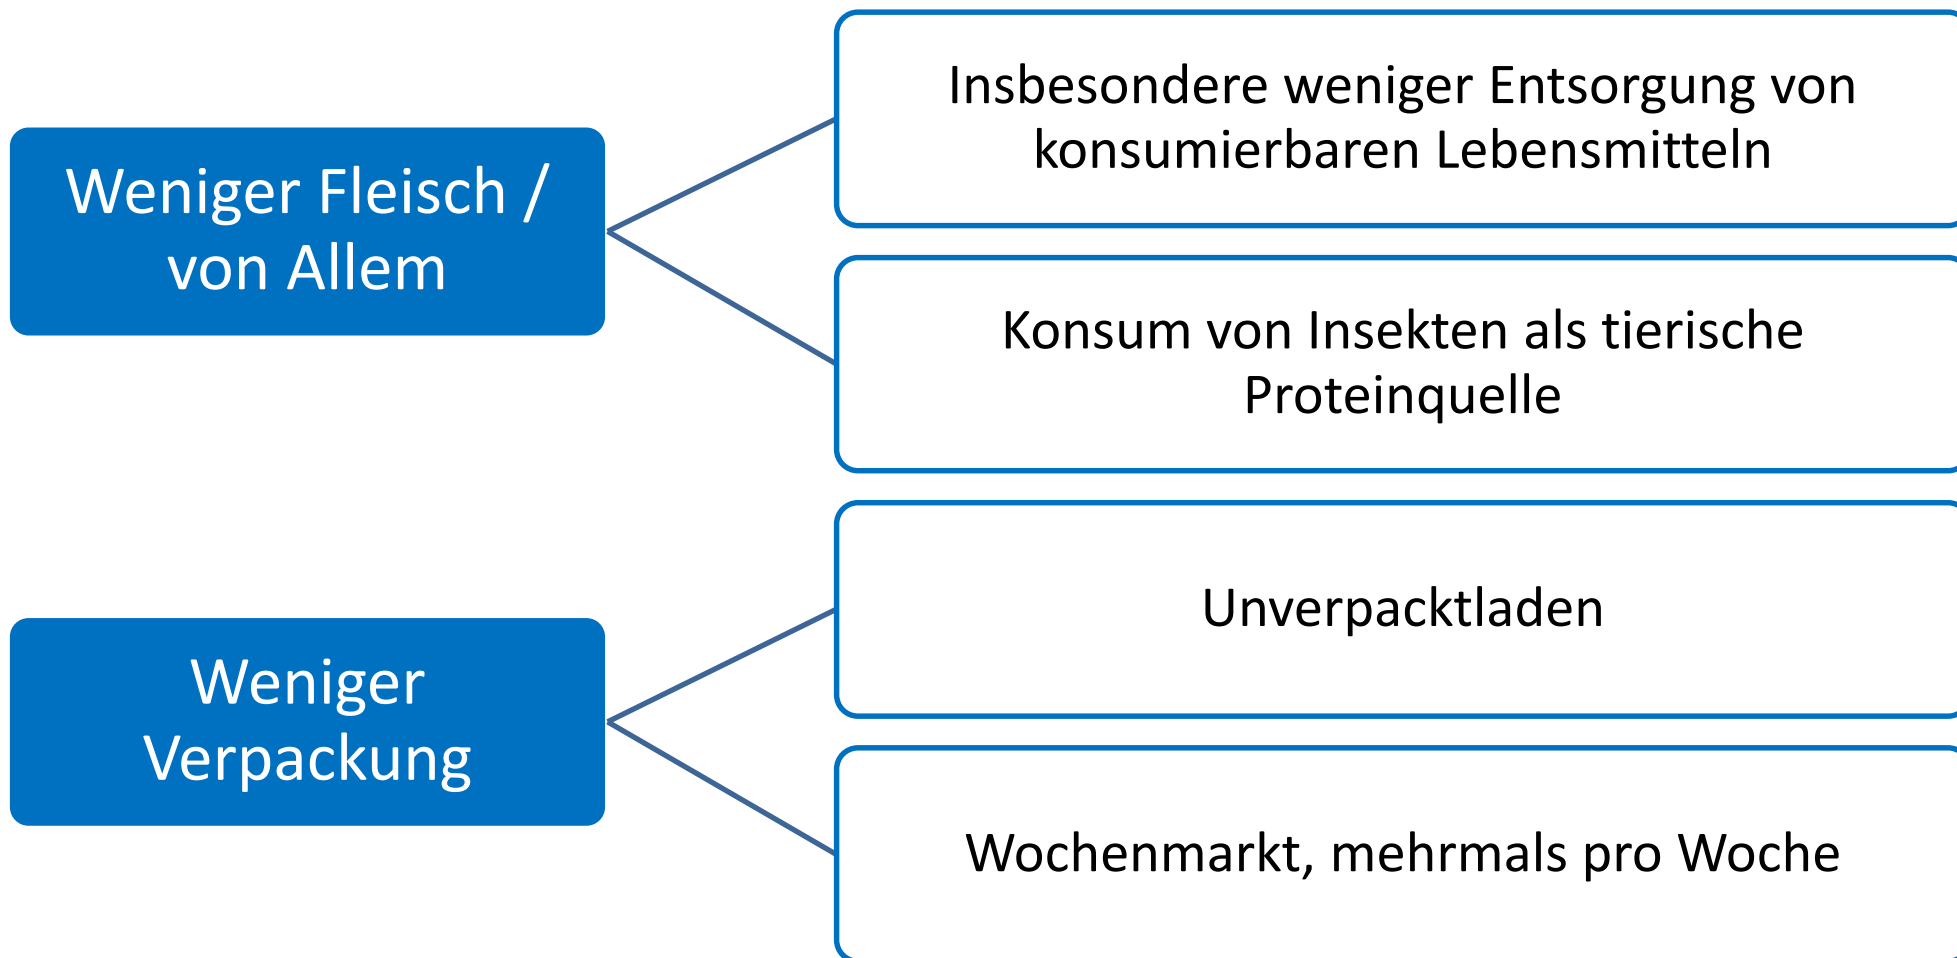 Weniger Fleisch /
von Allem
Insbesondere weniger Entsorgung von
konsumierbaren Lebensmitteln
Konsum von Insekten als tierische
Proteinquelle
Weniger
Verpackung
Unverpacktladen
Wochenmarkt, mehrmals pro Woche